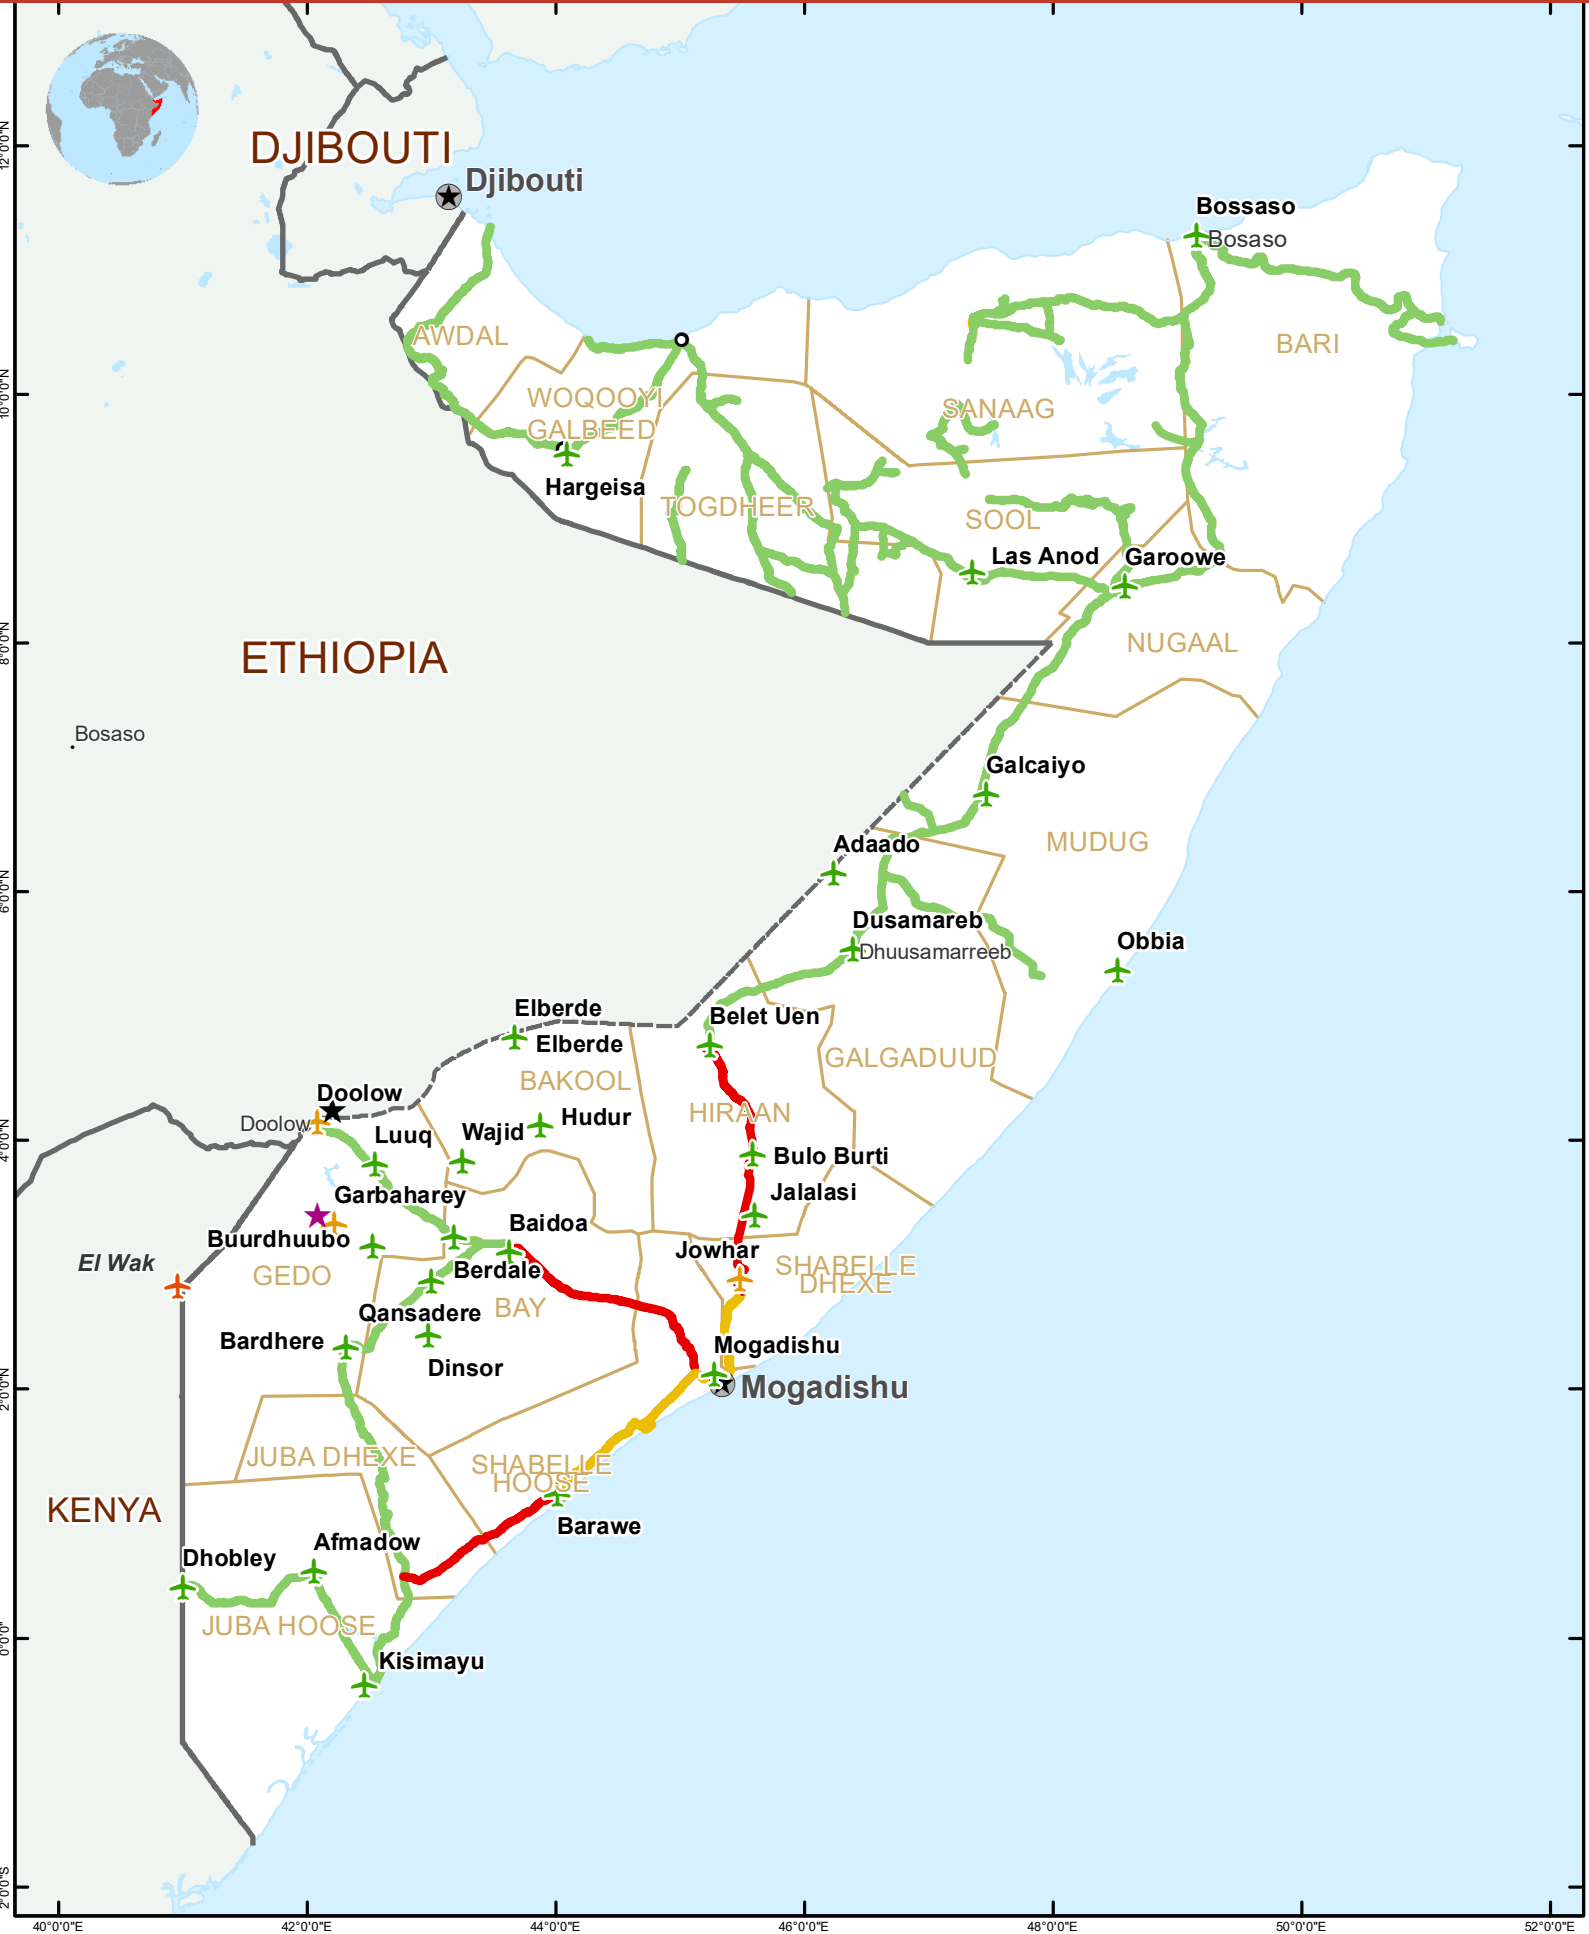 DJIBOUTI
Djibouti
Bossaso
Bosaso
AWDAL
BARI
WOQOOYI
GALBEED
SANAAG
Hargeisa
TOGDHEER
SOOL
Las Anod
Garoowe
NUGAAL
ETHIOPIA
Bosaso
Galcaiyo
MUDUG
Adaado
Dusamareb
Dhuusamarreeb
Obbia
Elberde
Elberde
Belet Uen
GALGADUUD
BAKOOL
Doolow
Doolow
HIRAAN
Hudur
Luuq
Wajid
Bulo Burti
Jalalasi
Garbaharey
Baidoa
Buurdhuubo
Jowhar
El Wak
SHABELLE
DHEXE
GEDO
Berdale
BAY
Qansadere
Bardhere
Dinsor
Mogadishu
Mogadishu
JUBA DHEXE
SHABELLE
HOOSE
KENYA
Barawe
Afmadow
Dhobley
JUBA HOOSE
Kisimayu
12°0'0"N
10°0'0"N
8°0'0"N
6°0'0"N
4°0'0"N
2°0'0"N
0°0'0"
2°0'0"S
40°0'0"E
42°0'0"E
44°0'0"E
46°0'0"E
48°0'0"E
50°0'0"E
52°0'0"E